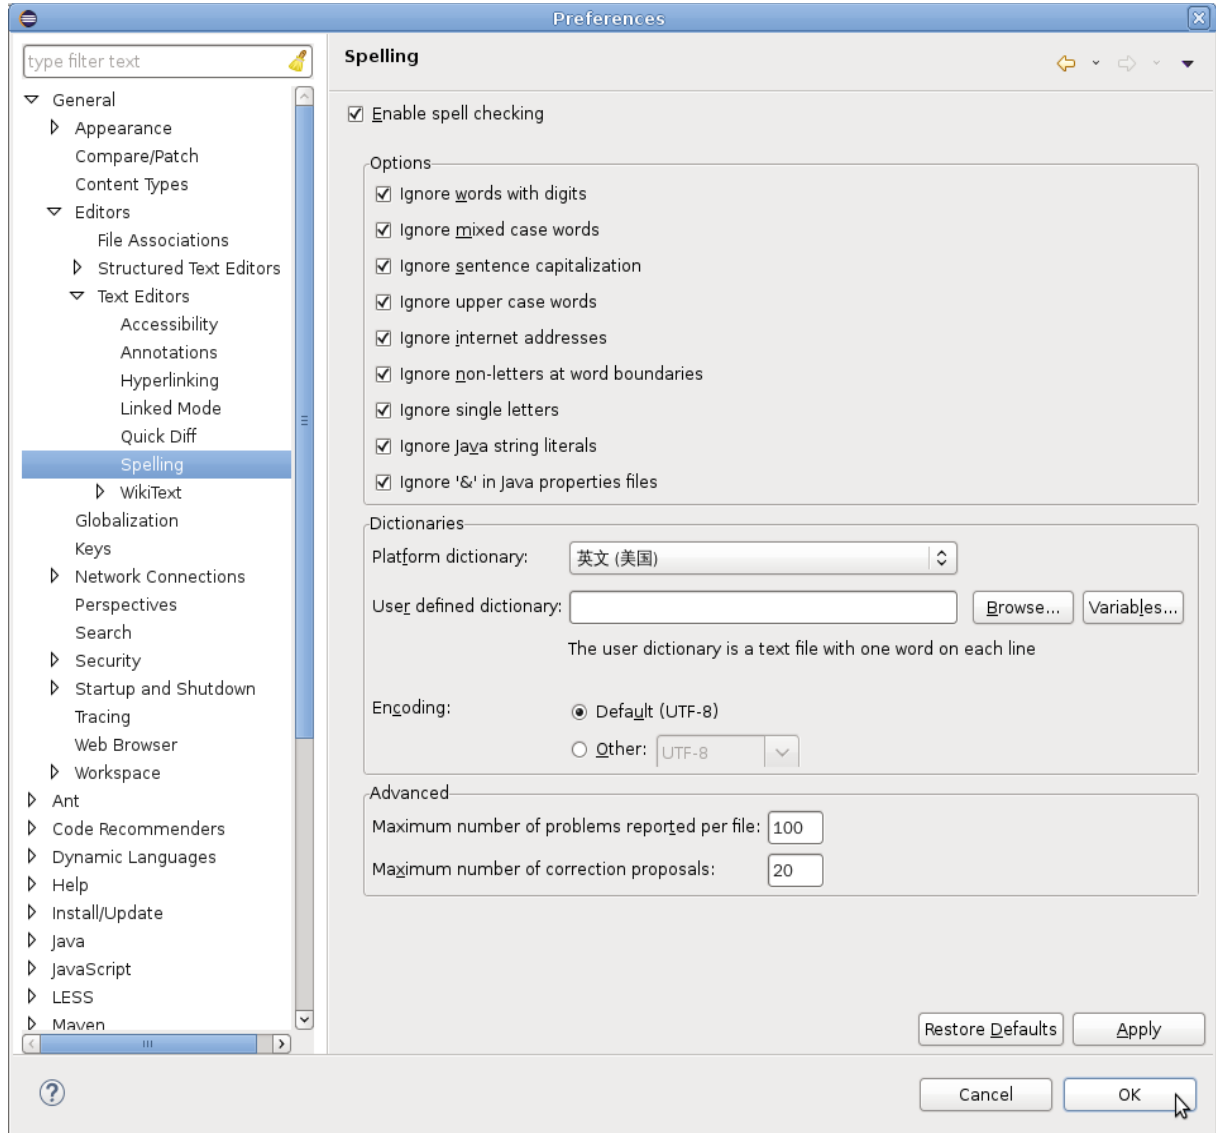 Preferences
type filter text
General
Appearance
Compare/Patch
Content Types
Editors
File Associations
Structured Text Editors
Text Editors
Accessibility
Annotations
Hyperlinking
Linked Mode
Quick Diff
Spelling
WikiText
Globalization
Keys
Network Connections
Perspectives
Search
Security
Startup and Shutdown
Tracing
Web Browser
Workspace
Ant
Code Recommenders
Dynamic Languages
Help
Install/Update
Java
JavaScript
LESS
Maven
Spelling
Enable spell checking
Options
Ignore words with digits
Ignore mixed case words
Ignore sentence capitalization
Ignore upper case words
Ignore internet addresses
Ignore non-letters at word boundaries
Ignore single letters
Ignore Java string literals
Ignore '&' in Java properties files
Dictionaries
Platform dictionary: 英文 (美国)
User defined dictionary: Browse... Variables...
The user dictionary is a text file with one word on each line
Encoding: Default (UTF-8)
Other: UTF-8
Advanced
Maximum number of problems reported per file: 100
Maximum number of correction proposals: 20
Restore Defaults Apply
? Cancel OK